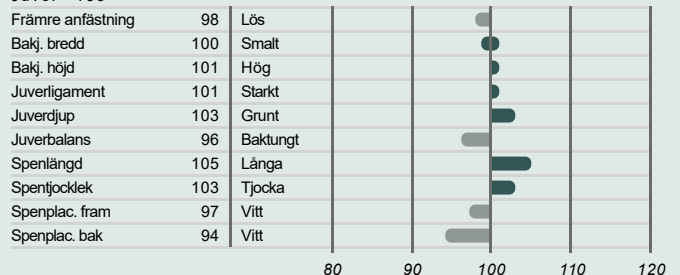 Främre anfästning 98 Lös
Bakj. bredd 100 Smalt
Bakj. höjd 101 Hög
Juverligament 101 Starkt
Juverdjup 103 Grunt
Juverbalans 96 Baktungt
Spenlängd 105 Långa
Spentjocklek 103 Tjocka
Spenplac. fram 97 Vitt
Spenplac. bak 94 Vitt
80 90 100 110 120